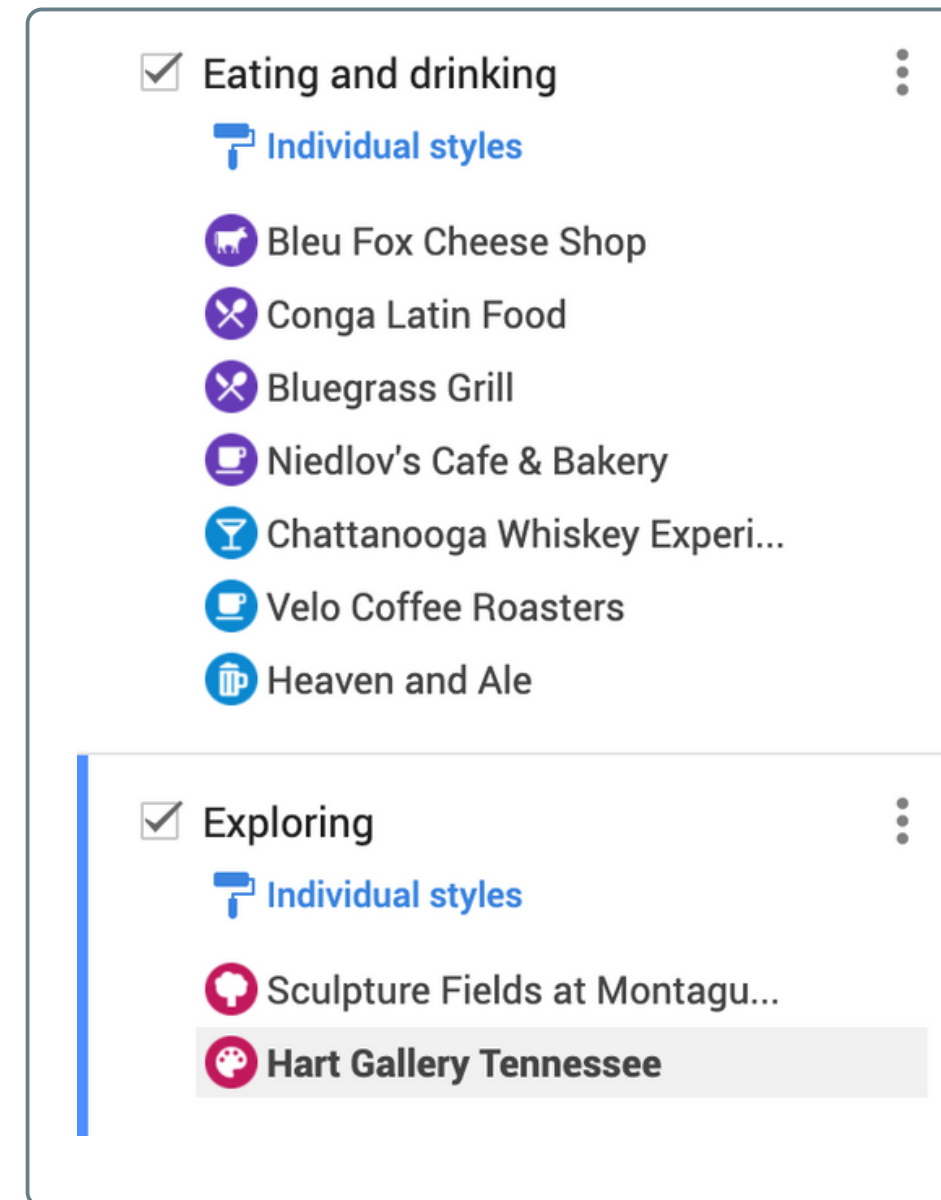 Eating and drinking
Individual styles
Bleu Fox Cheese Shop
Conga Latin Food
Bluegrass Grill
Niedlov's Cafe & Bakery
Chattanooga Whiskey Experi...
Velo Coffee Roasters
Heaven and Ale
Exploring
Individual styles
Sculpture Fields at Montagu...
Hart Gallery Tennessee